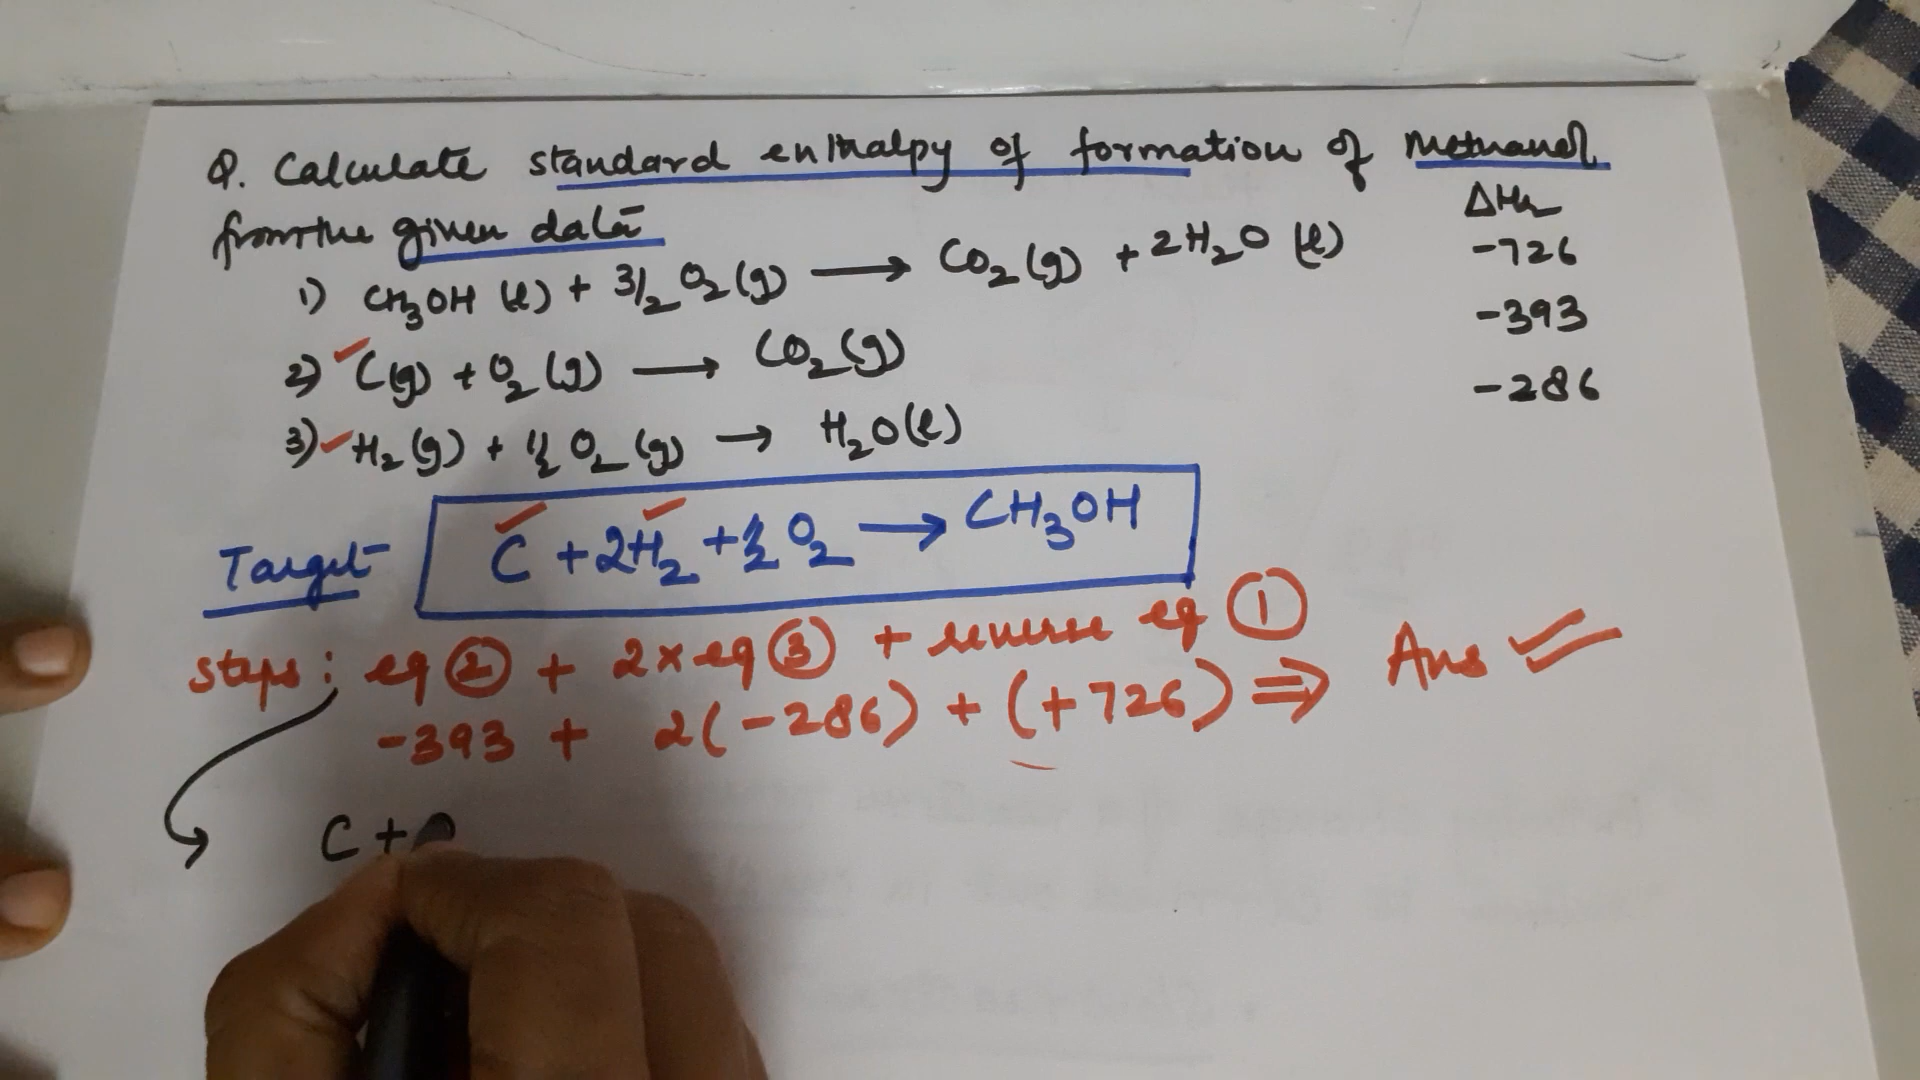 Q. Calculate standard enthalpy of formation of Methanol
from the given data
ΔHr
1) CH₃OH (l) + 3/2 O₂ (g) → CO₂ (g) + 2H₂O (l) -726
2) C(g) + O₂ (g) → CO₂ (g) -393
3) H₂ (g) + 1/2 O₂ (g) → H₂O(l) -286
Target C + 2H₂ + 1/2 O₂ → CH₃OH
Steps : eq ② + 2 x eq ③ + reverse eq ①
-393 + 2(-286) + (+726) ⇒ Ans
C +